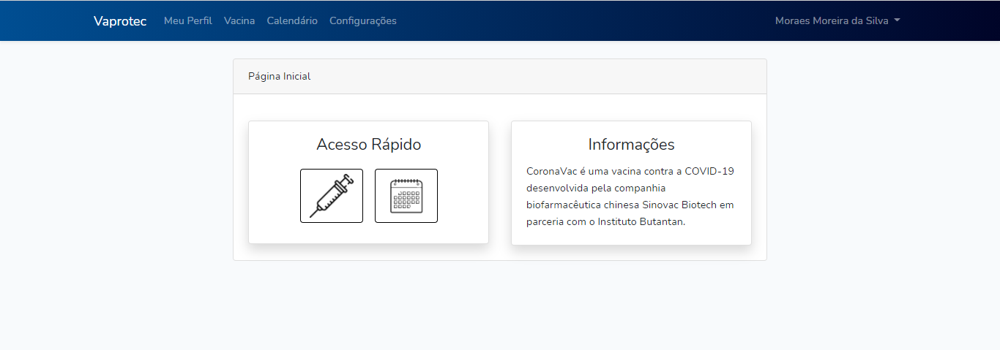 Vaprotec Meu Perfil Vacina Calendário Configurações Moraes Moreira da Silva
Página Inicial
Acesso Rápido
Informações
CoronaVac é uma vacina contra a COVID-19
desenvolvida pela companhia
biofarmacêutica chinesa Sinovac Biotech em
parceria com o Instituto Butantan.